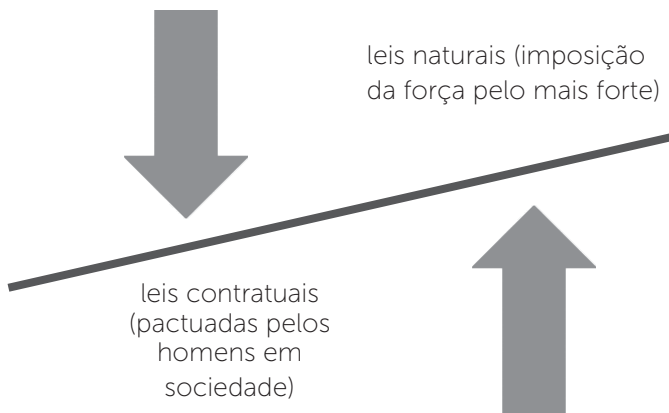 leis naturais (imposição
da força pelo mais forte)
leis contratuais
(pactuadas pelos
homens em
sociedade)